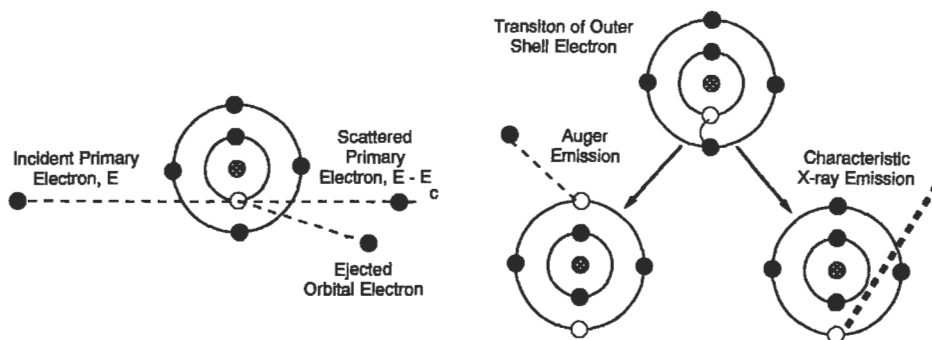 Incident Primary
Electron, E
Scattered
Primary
Electron, E - E
c
Ejected
Orbital Electron
Transiton of Outer
Shell Electron
Auger
Emission
Characteristic
X-ray Emission